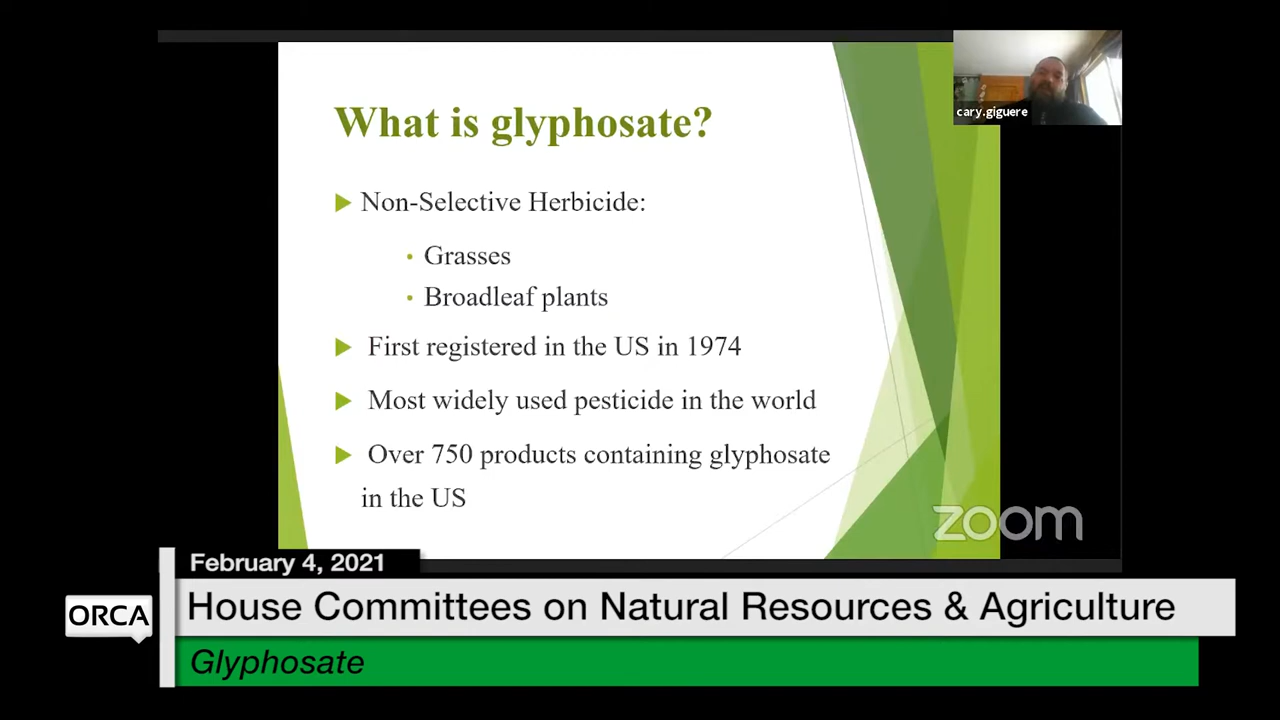 What is glyphosate?
cary.giguere
Non-Selective Herbicide:
Grasses
Broadleaf plants
First registered in the US in 1974
Most widely used pesticide in the world
Over 750 products containing glyphosate
in the US
zoom
February 4, 2021
ORCA
House Committees on Natural Resources & Agriculture
Glyphosate